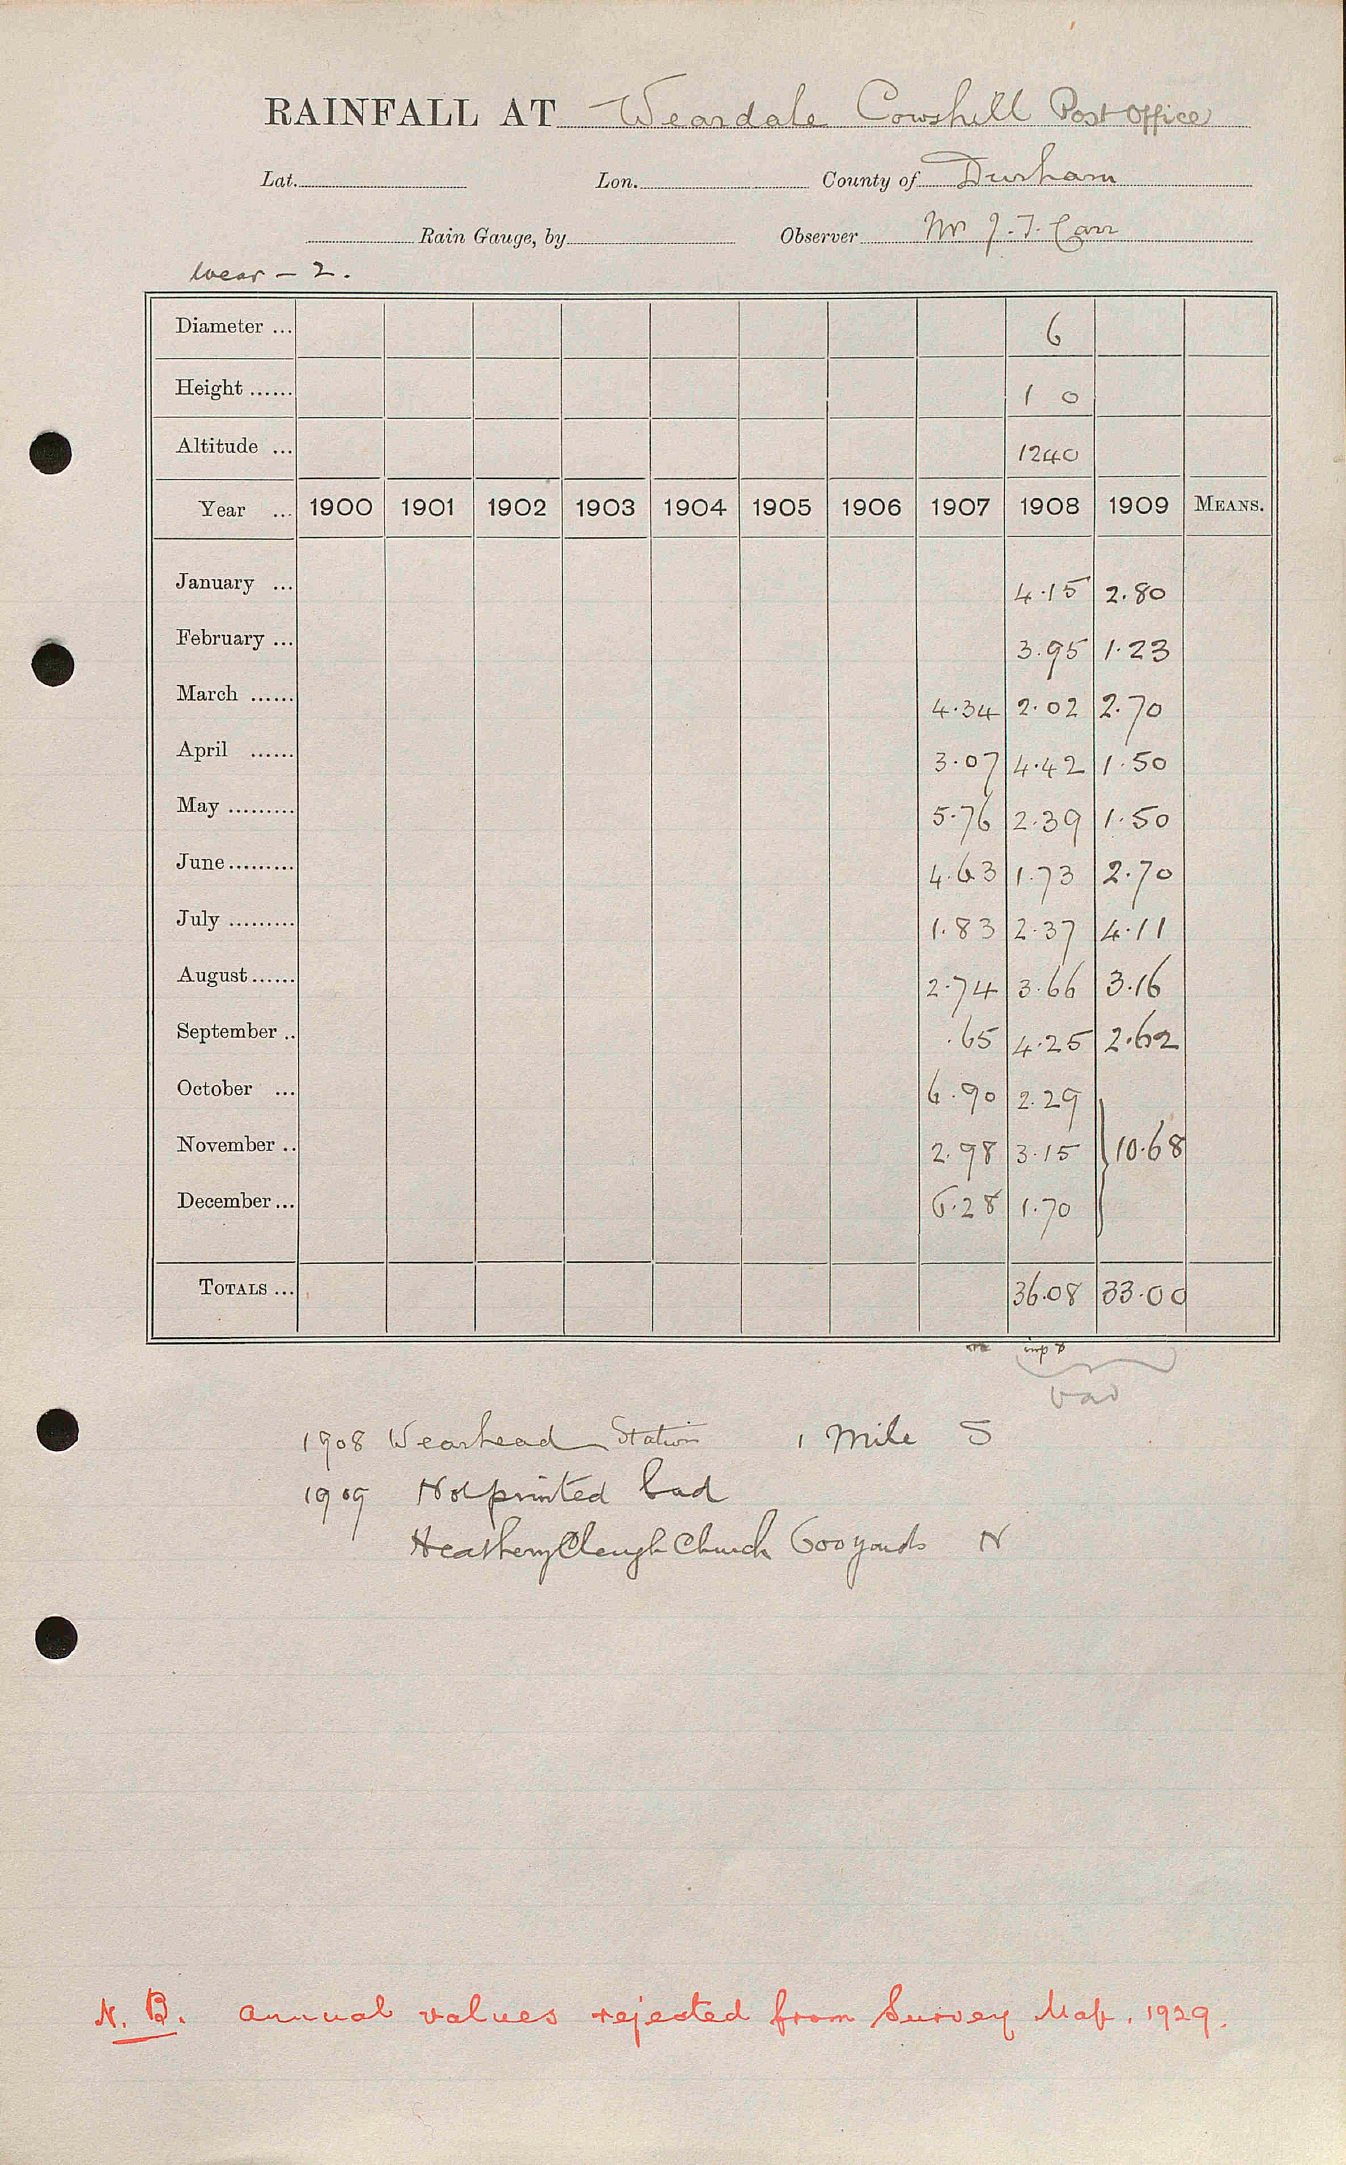 RAINFALL AT Weardale Cowshill Post Office
Lat. Lon. County of Durham
Rain Gauge, by Observer Mr J. T. Carr
Wear - 2.
Diameter ... 6
Height ...... 1 0
Altitude ... 1240
Year ... 1900 1901 1902 1903 1904 1905 1906 1907 1908 1909 MEANS.
January ... 4.15 2.80
February ... 3.95 1.23
March ...... 4.34 2.02 2.70
April ...... 3.07 4.42 1.50
May ......... 5.76 2.39 1.50
June ......... 4.63 1.73 2.70
July ......... 1.83 2.37 4.11
August ...... 2.74 3.66 3.16
September .. .65 4.25 2.62
October ... 6.90 2.29
November .. 2.98 3.15 } 10.68
December ... 6.28 1.70
TOTALS ... 36.08 33.00
bad
1908 Wearhead Station 1 Mile S
1909 Not printed bad
Heathery Cleugh Church 600 yards N
N.B. Annual values rejected from Survey Map. 1929.